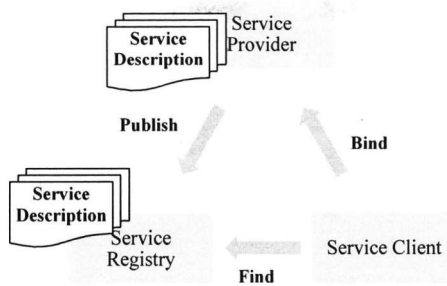 Service
Description
Service
Provider
Publish
Bind
Service
Description
Service
Registry
Find
Service Client